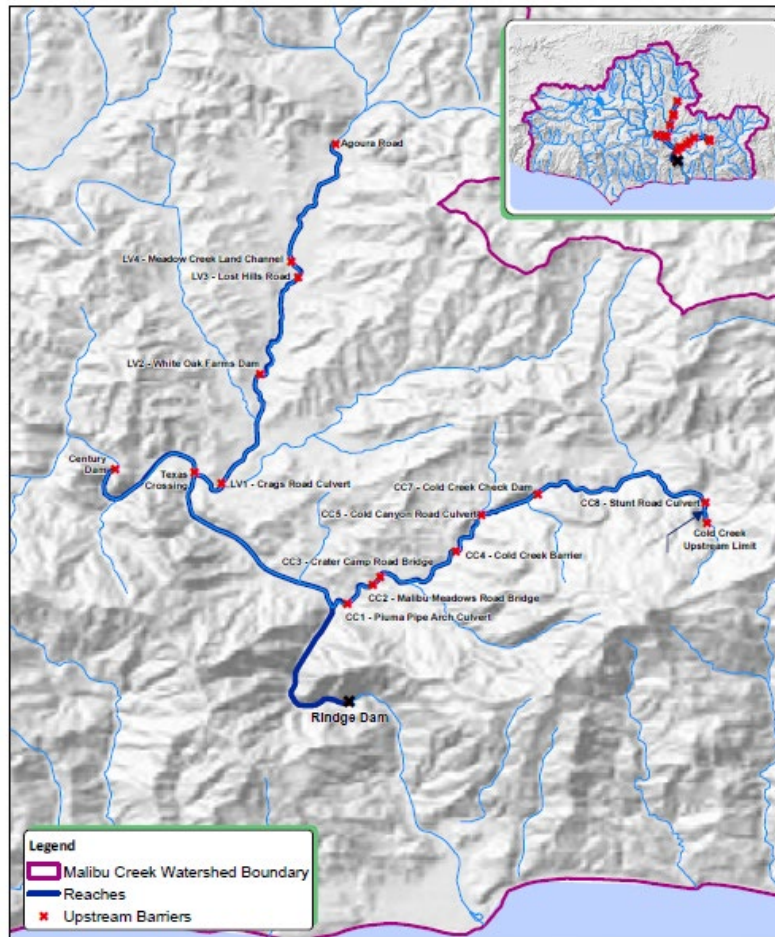 Agoura Road
LV4 - Meadow Creek Land Channel
LV3 - Lost Hills Road
LV2 - White Oak Farms Dam
Century
Dam
Texas
Crossing
LV1 - Crags Road Culvert
CC7 - Cold Creek Check Dam
CC8 - Stunt Road Culvert
CC5 - Cold Canyon Road Culvert
Cold Creek
Upstream Limit
CC4 - Cold Creek Barrier
CC3 - Crater Camp Road Bridge
CC2 - Malibu Meadows Road Bridge
CC1 - Piuma Pipe Arch Culvert
Rindge Dam
Legend
Malibu Creek Watershed Boundary
Reaches
Upstream Barriers